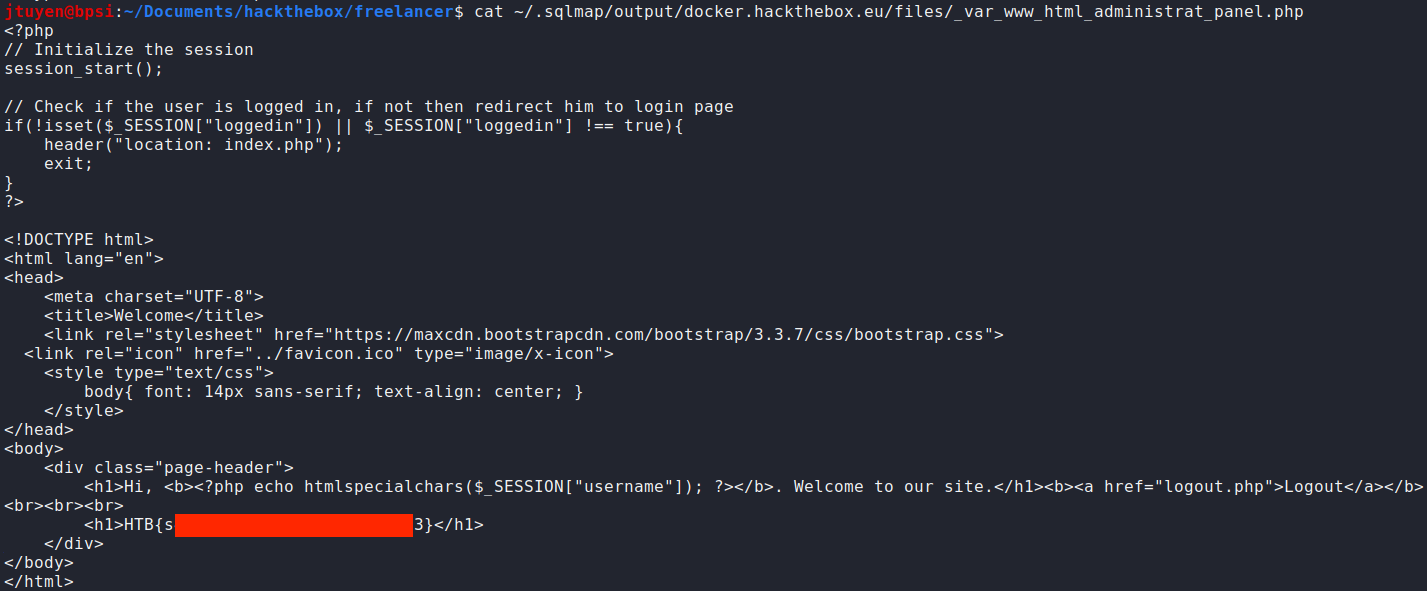 jtuyen@bpsi:~/Documents/hackthebox/freelancer$ cat ~/.sqlmap/output/docker.hackthebox.eu/files/_var_www_html_administrat_panel.php
<?php
// Initialize the session
session_start();

// Check if the user is logged in, if not then redirect him to login page
if(!isset($_SESSION["loggedin"]) || $_SESSION["loggedin"] !== true){
    header("location: index.php");
    exit;
}
?>

<!DOCTYPE html>
<html lang="en">
<head>
    <meta charset="UTF-8">
    <title>Welcome</title>
    <link rel="stylesheet" href="https://maxcdn.bootstrapcdn.com/bootstrap/3.3.7/css/bootstrap.css">
  <link rel="icon" href="../favicon.ico" type="image/x-icon">
    <style type="text/css">
        body{ font: 14px sans-serif; text-align: center; }
    </style>
</head>
<body>
    <div class="page-header">
        <h1>Hi, <b><?php echo htmlspecialchars($_SESSION["username"]); ?></b>. Welcome to our site.</h1><b><a href="logout.php">Logout</a></b>
<br><br><br>
        <h1>HTB{s 3}</h1>
    </div>
</body>
</html>